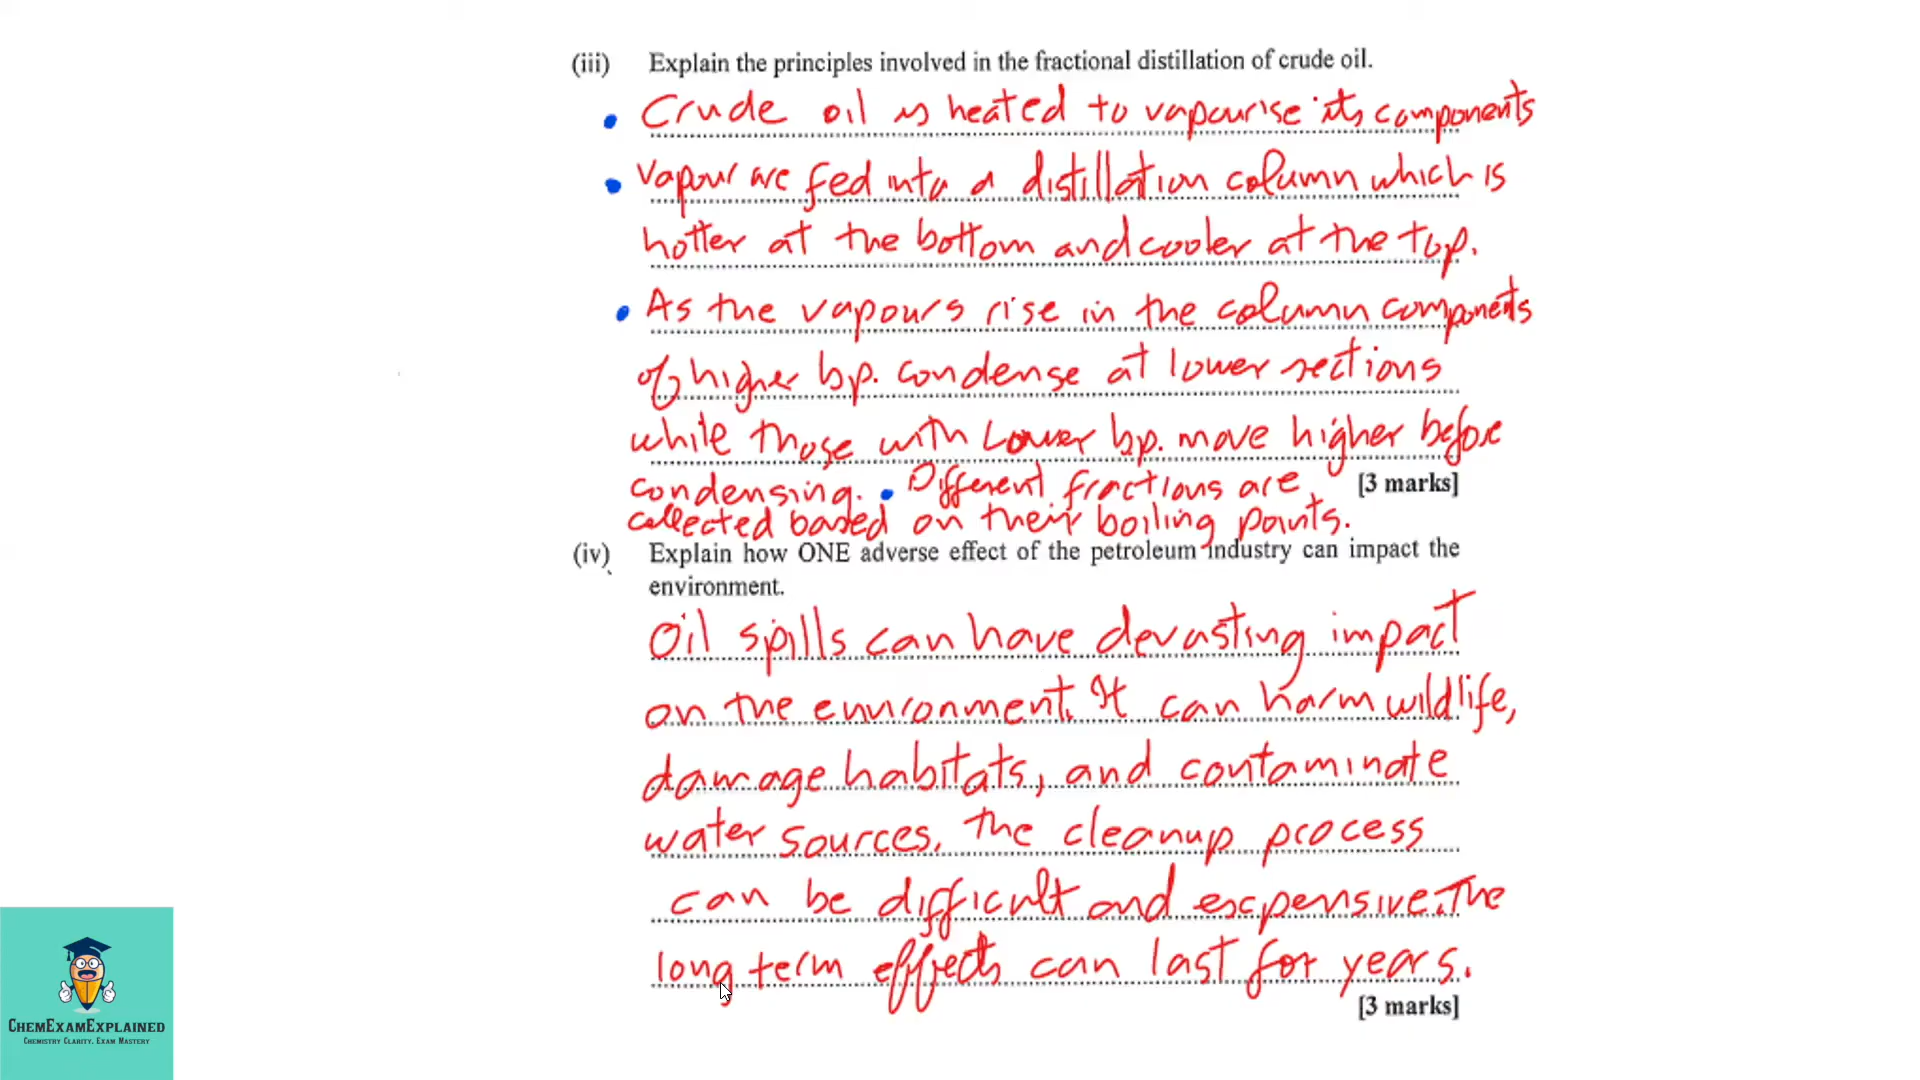 (iii) Explain the principles involved in the fractional distillation of crude oil.
• Crude oil is heated to vapourise its components
• Vapour are fed into a distillation column which is
hotter at the bottom and cooler at the top.
• As the vapours rise in the column components
of higher bp. condense at lower sections
while those with Lower bp. move higher before
condensing. • Different fractions are [3 marks]
collected based on their boiling points.
(iv) Explain how ONE adverse effect of the petroleum industry can impact the
environment.
Oil spills can have devasting impact
on the environment. It can harm wildlife,
damage habitats, and contaminate
water sources. The cleanup process
can be difficult and expensive. The
long term effects can last for years.
[3 marks]
CHEMEXAMEXPLAINED
CHEMISTRY CLARITY. EXAM MASTERY